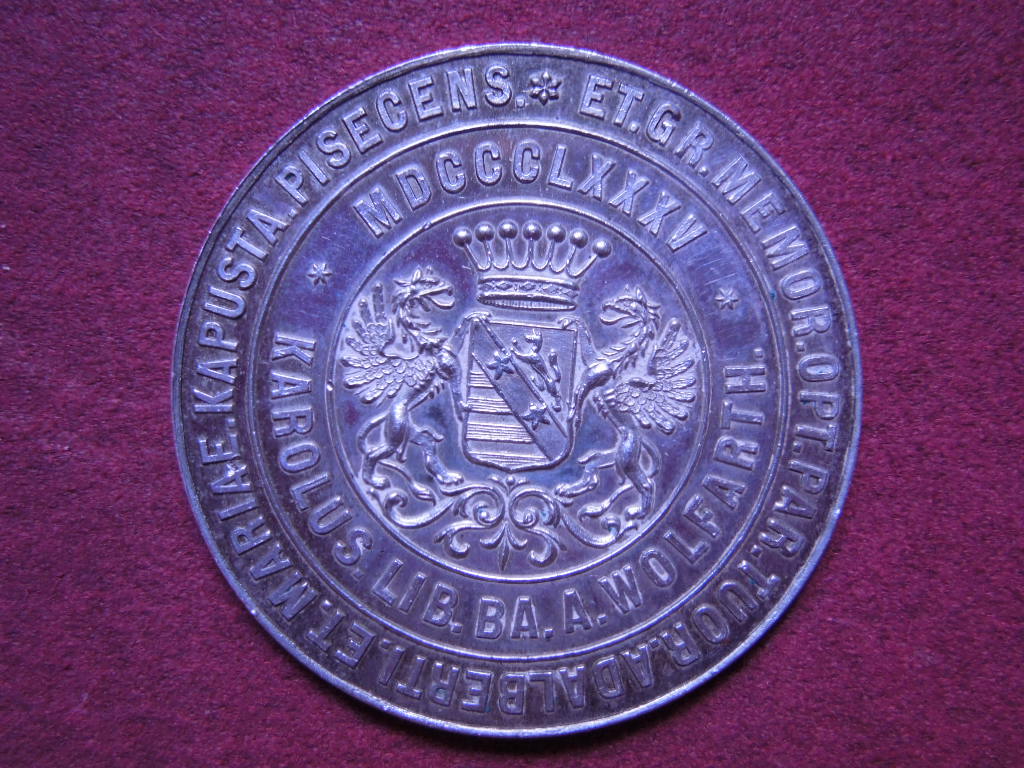 ET.GR.MEMOR.OPT.PAR.TUOR.ADALBERTI.ET.MARIAE.KAPUSTA.PISECENS.
MDCCCLXXXV
KAROLUS.LIB.BA.A.WOLFARTH.